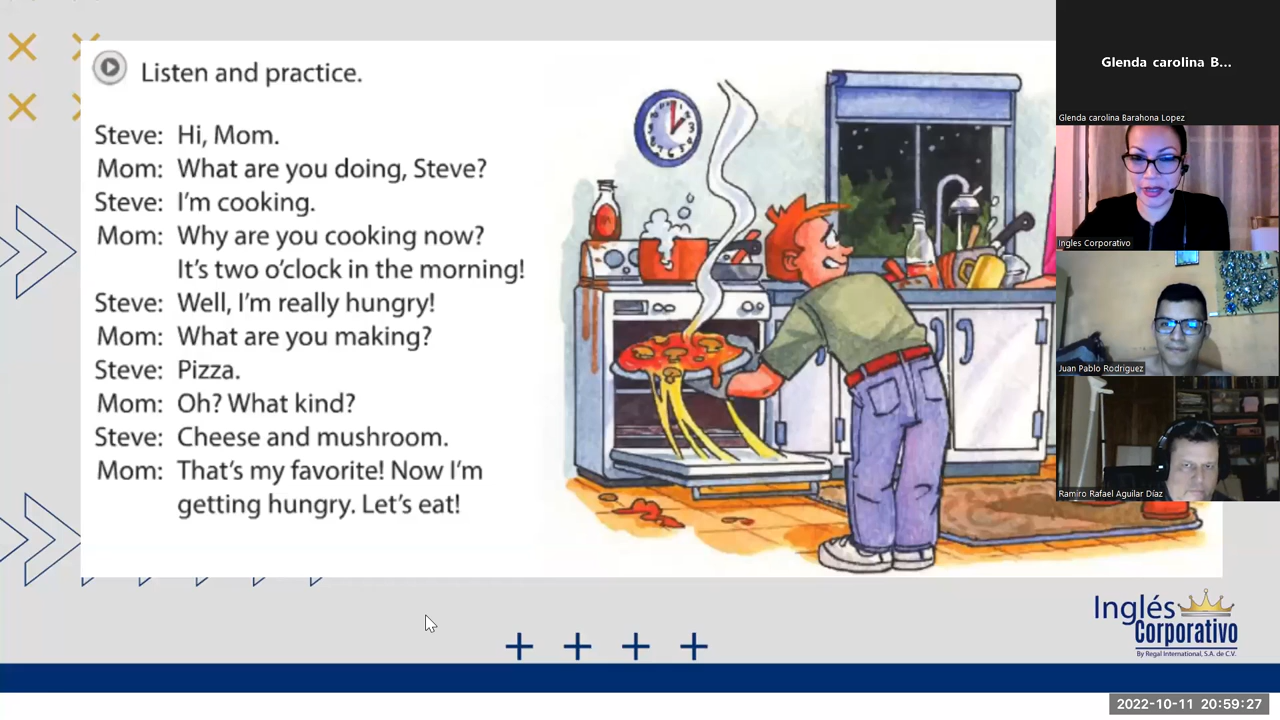 Listen and practice.
Steve: Hi, Mom.
Mom: What are you doing, Steve?
Steve: I'm cooking.
Mom: Why are you cooking now?
It's two o'clock in the morning!
Steve: Well, I'm really hungry!
Mom: What are you making?
Steve: Pizza.
Mom: Oh? What kind?
Steve: Cheese and mushroom.
Mom: That's my favorite! Now I'm
getting hungry. Let's eat!
Glenda carolina B...
Glenda carolina Barahona Lopez
Ingles Corporativo
Juan Pablo Rodriguez
Ramiro Rafael Aguilar Díaz
Inglés
Corporativo
By Regal International, S.A. de C.V.
2022-10-11 20:59:27